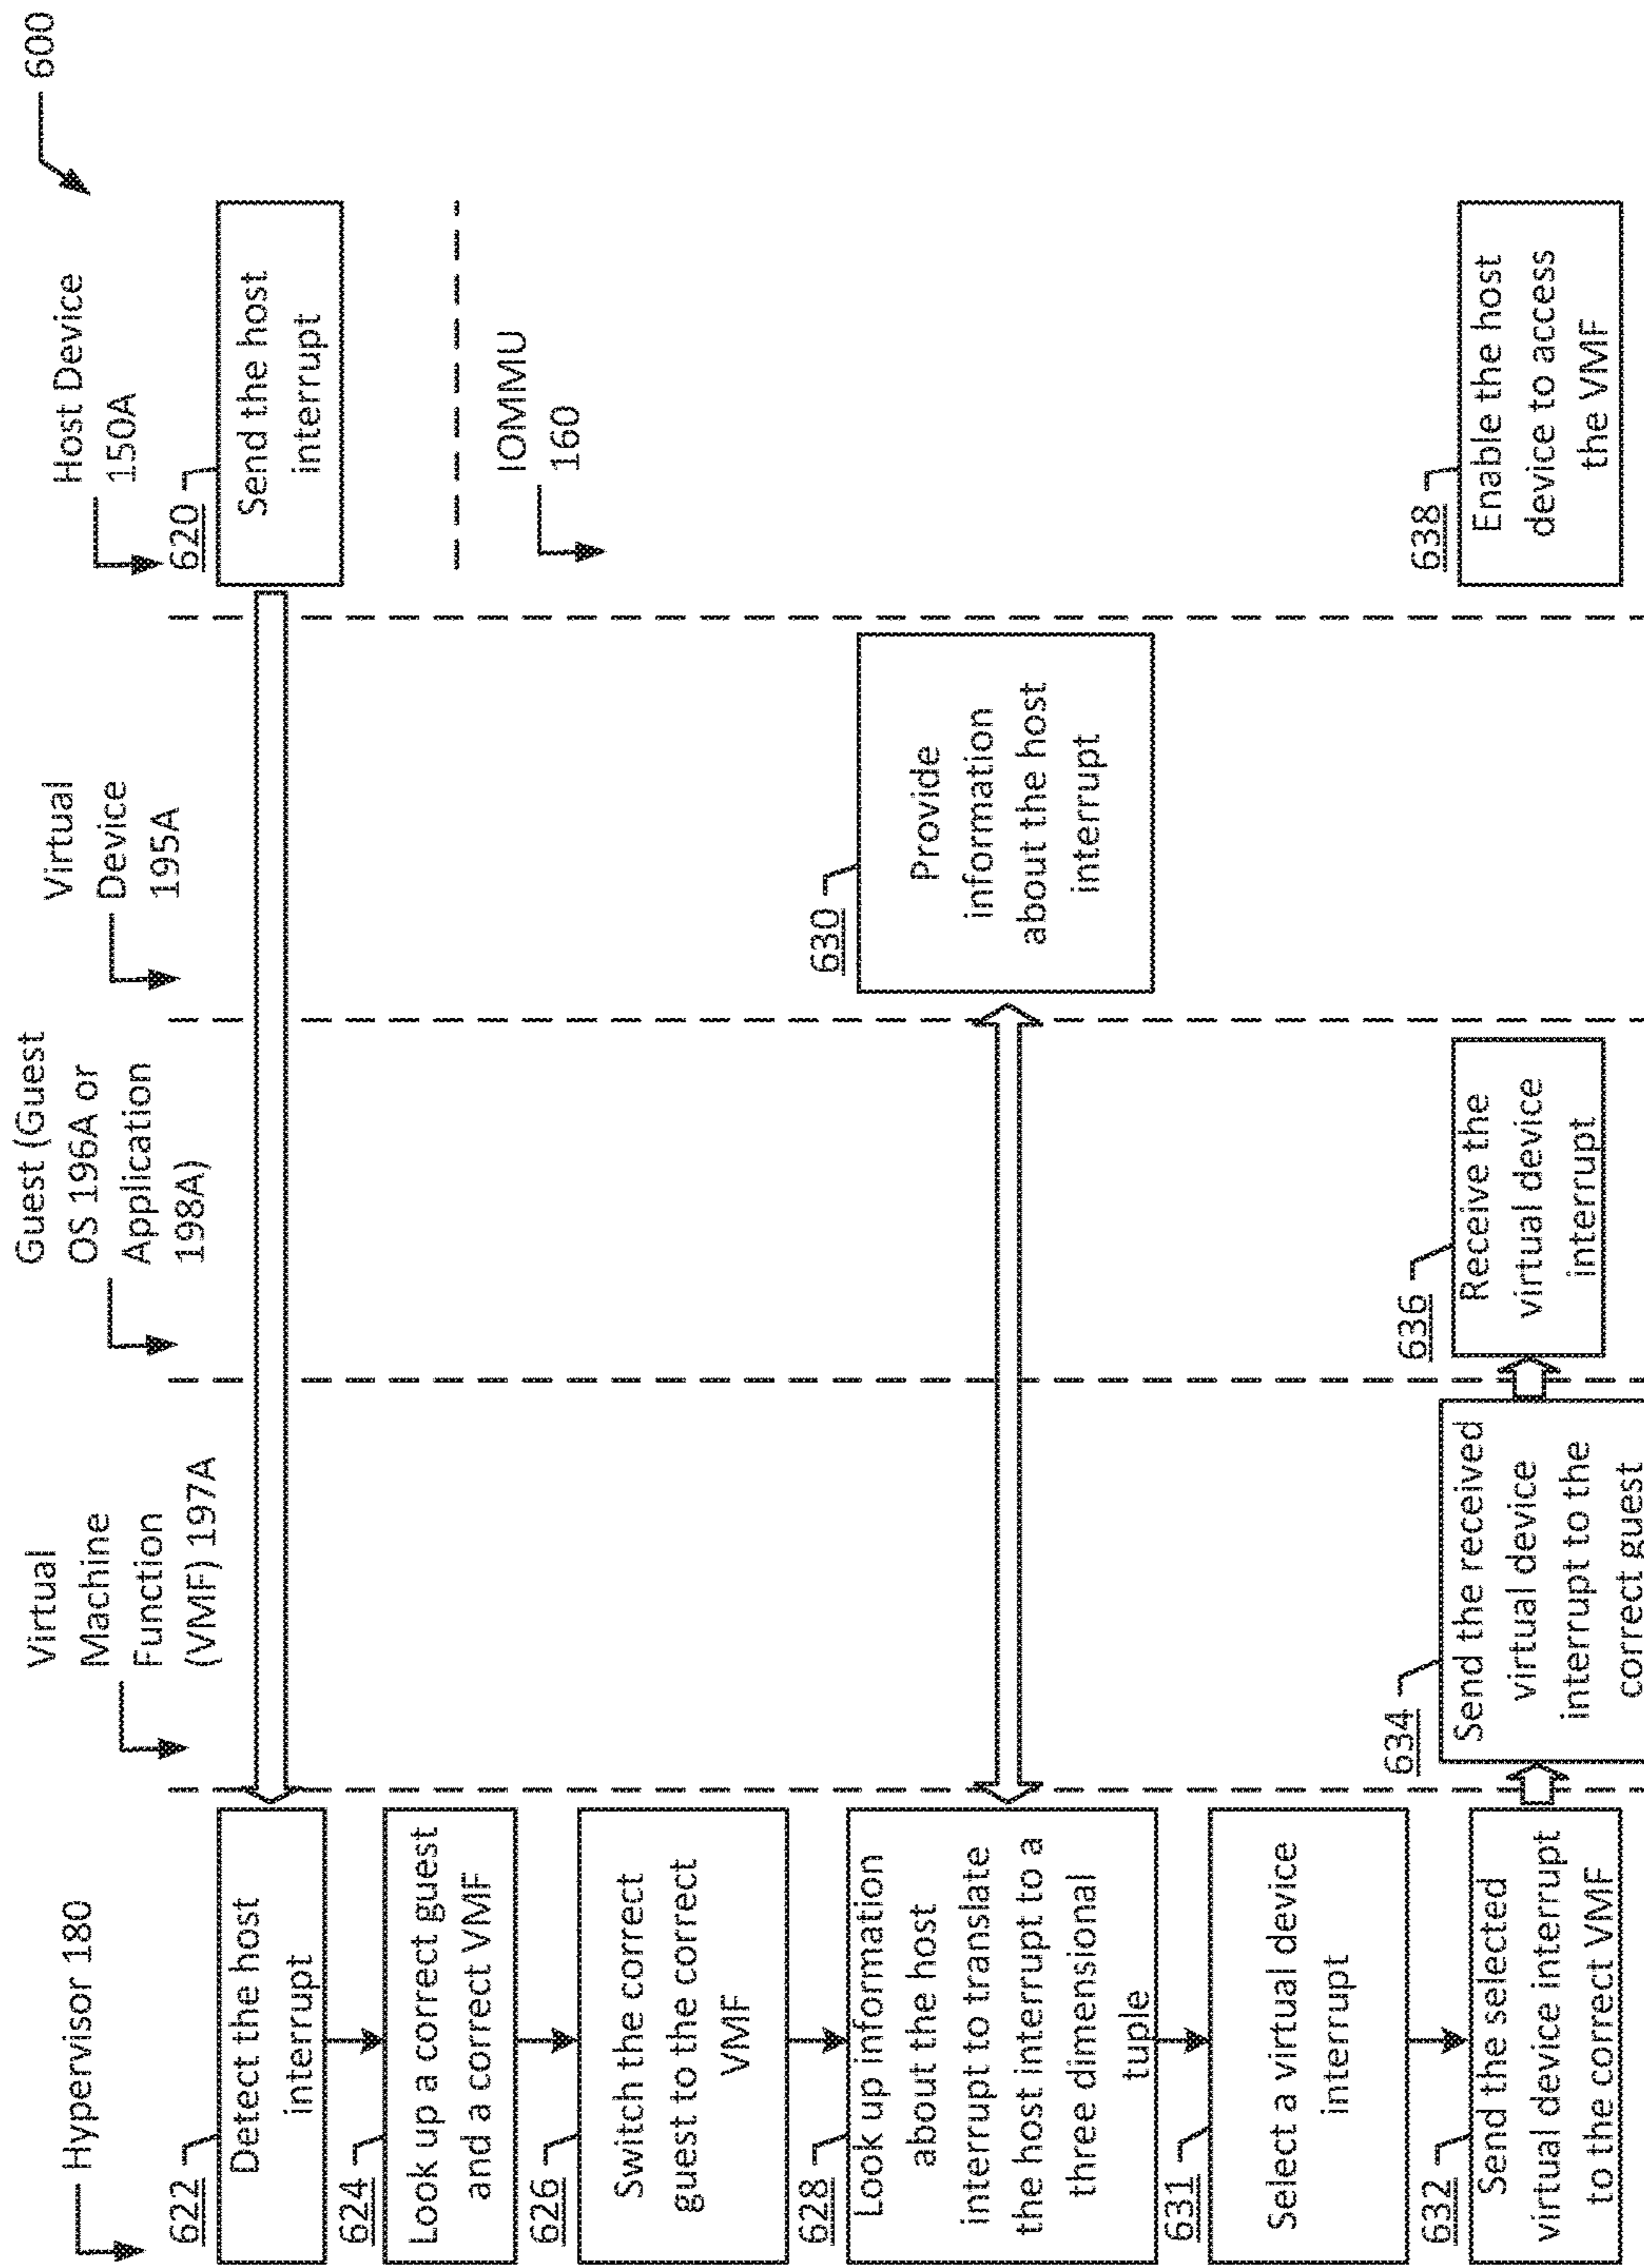 600
Hypervisor 180
Virtual
Machine
Function
(VMF) 197A
Guest (Guest
OS 196A or
Application
198A)
Virtual
Device
195A
Host Device
150A
622
Detect the host
interrupt
620
Send the host
interrupt
624
Look up a correct guest
and a correct VMF
IOMMU
160
626
Switch the correct
guest to the correct
VMF
628
Look up information
about the host
interrupt to translate
the host interrupt to a
three dimensional
tuple
630
Provide
information
about the host
interrupt
631
Select a virtual device
interrupt
632
Send the selected
virtual device interrupt
to the correct VMF
634
Send the received
virtual device
interrupt to the
correct guest
636
Receive the
virtual device
interrupt
638
Enable the host
device to access
the VMF